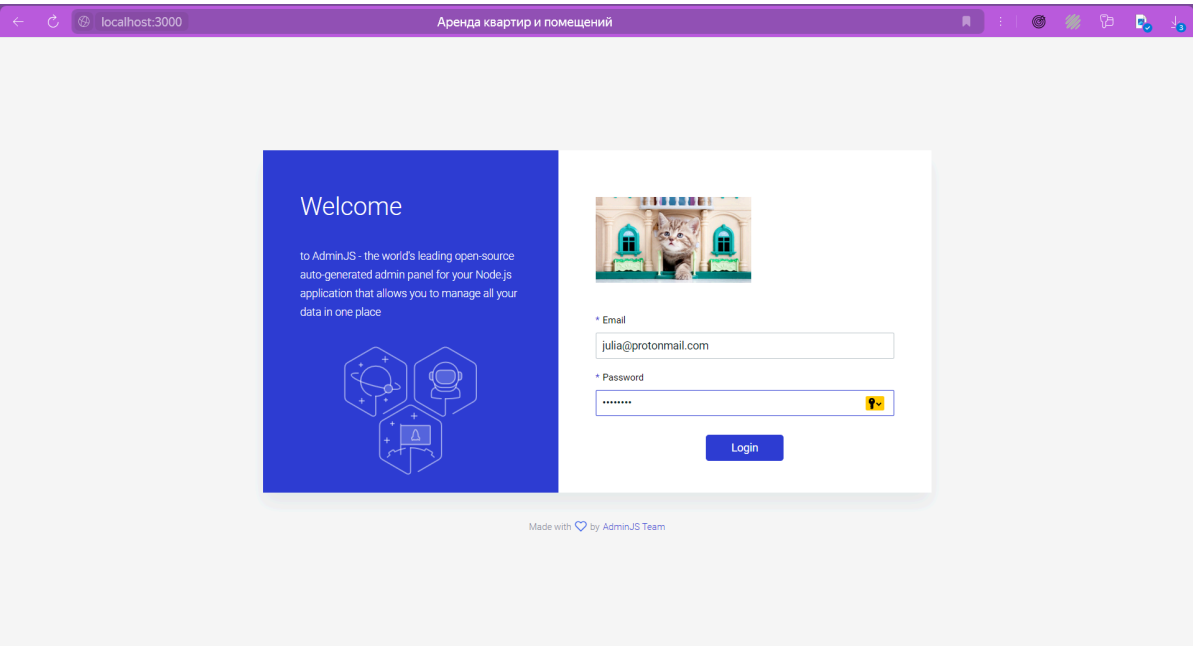 localhost:3000
Аренда квартир и помещений
3
Welcome
to AdminJS - the world's leading open-source
auto-generated admin panel for your Node.js
application that allows you to manage all your
data in one place
* Email
julia@protonmail.com
* Password
••••••••
Login
Made with by AdminJS Team